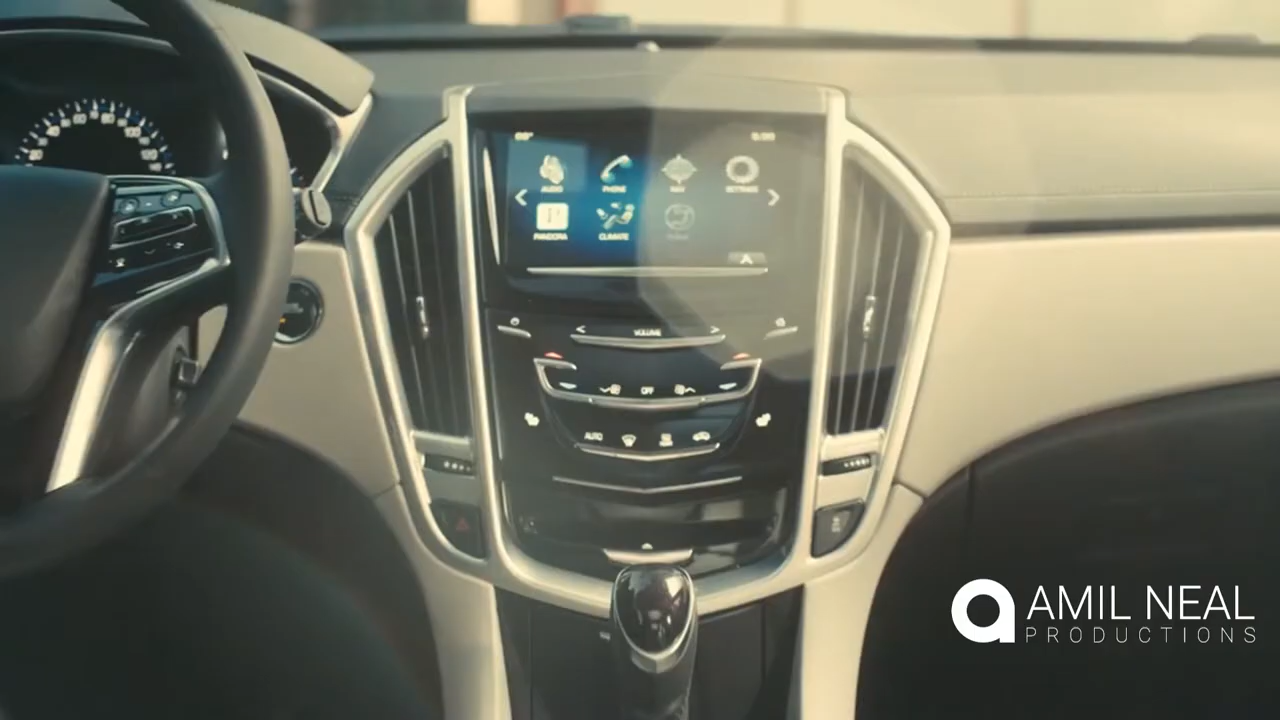 AUDIO PHONE NAV SETTINGS
PANDORA CLIMATE
VOLUME
OFF
AUTO
AMIL NEAL
PRODUCTIONS